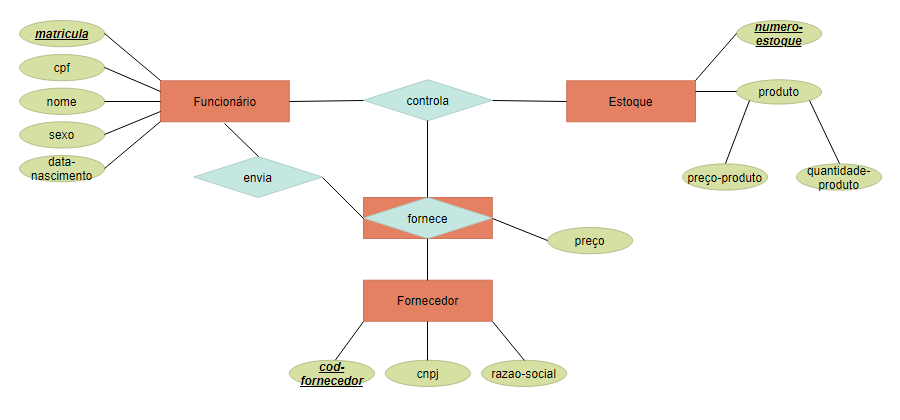 matricula
cpf
nome
sexo
data-
nascimento
Funcionário
controla
Estoque
numero-
estoque
produto
preço-produto
quantidade-
produto
envia
fornece
preço
Fornecedor
cod-
fornecedor
cnpj
razao-social